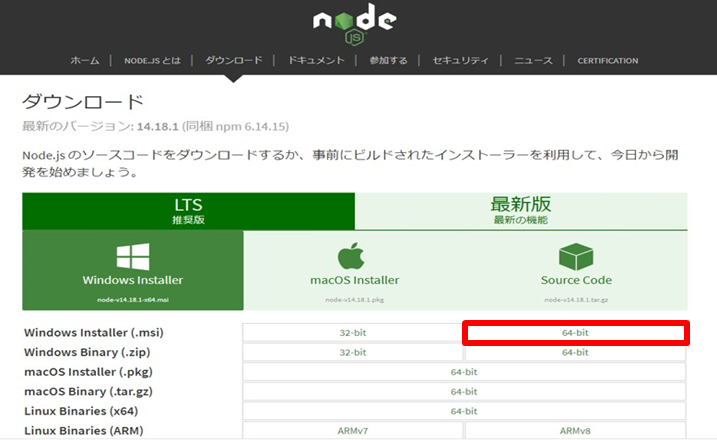 node
JS
ホーム | NODE.JS とは | ダウンロード | ドキュメント | 参加する | セキュリティ | ニュース | CERTIFICATION
ダウンロード
最新のバージョン: 14.18.1 (同梱 npm 6.14.15)
Node.js のソースコードをダウンロードするか、事前にビルドされたインストーラーを利用して、今日から開
発を始めましょう。
LTS
推奨版
最新版
最新の機能
Windows Installer
node-v14.18.1-x64.msi
macOS Installer
node-v14.18.1.pkg
Source Code
node-v14.18.1.tar.gz
Windows Installer (.msi) 32-bit 64-bit
Windows Binary (.zip) 32-bit 64-bit
macOS Installer (.pkg) 64-bit
macOS Binary (.tar.gz) 64-bit
Linux Binaries (x64) 64-bit
Linux Binaries (ARM) ARMv7 ARMv8